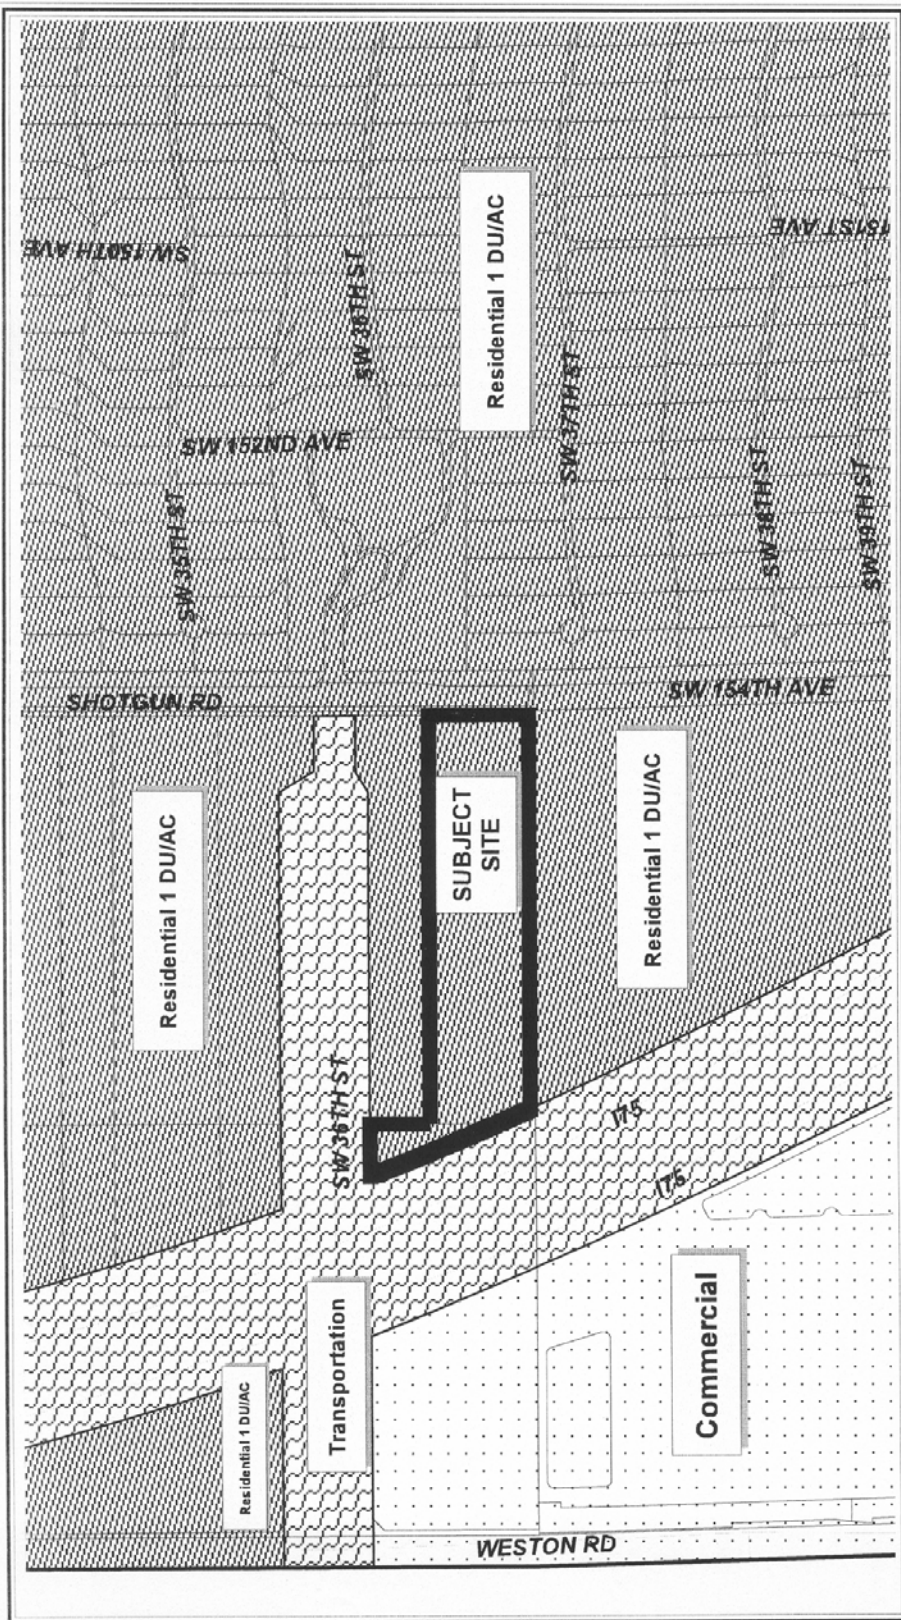 SW 150TH AVE
151ST AVE
SW 36TH ST
Residential 1 DU/AC
SW 37TH ST
SW 152ND AVE
SW 35TH ST
SW 38TH ST
SW 39TH ST
SHOTGUN RD
SW 154TH AVE
Residential 1 DU/AC
SUBJECT
SITE
Residential 1 DU/AC
SW 36TH ST
I75
I75
Transportation
Commercial
Residential 1 DU/AC
WESTON RD